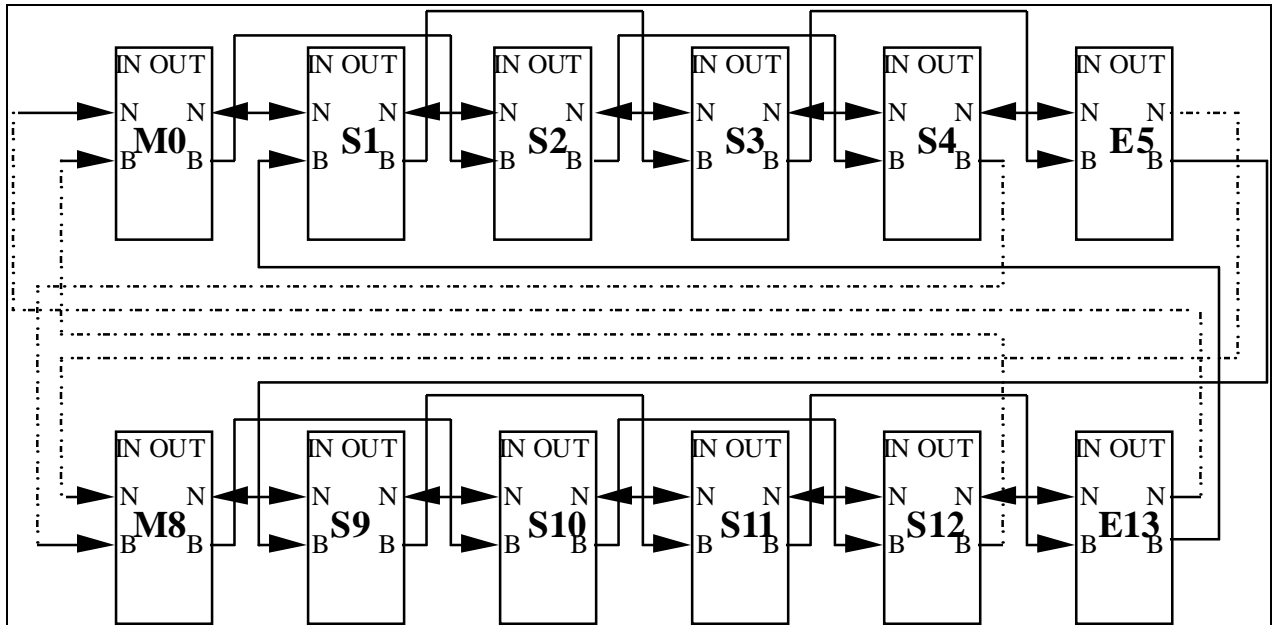 IN OUT IN OUT IN OUT IN OUT IN OUT IN OUT
N N N N N N N N N N N N
M0 S1 S2 S3 S4 E5
B B B B B B B B B B B B
IN OUT IN OUT IN OUT IN OUT IN OUT IN OUT
N N N N N N N N N N N N
M8 S9 S10 S11 S12 E13
B B B B B B B B B B B B